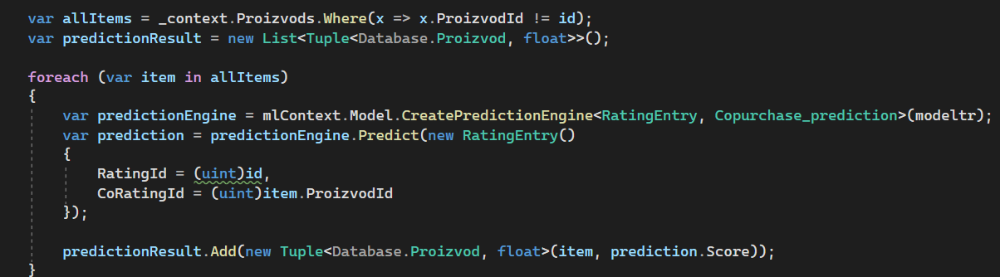 var allItems = _context.Proizvods.Where(x => x.ProizvodId != id);
var predictionResult = new List<Tuple<Database.Proizvod, float>>();
foreach (var item in allItems)
{
var predictionEngine = mlContext.Model.CreatePredictionEngine<RatingEntry, Copurchase_prediction>(modeltr);
var prediction = predictionEngine.Predict(new RatingEntry()
{
RatingId = (uint)id,
CoRatingId = (uint)item.ProizvodId
});
predictionResult.Add(new Tuple<Database.Proizvod, float>(item, prediction.Score));
}